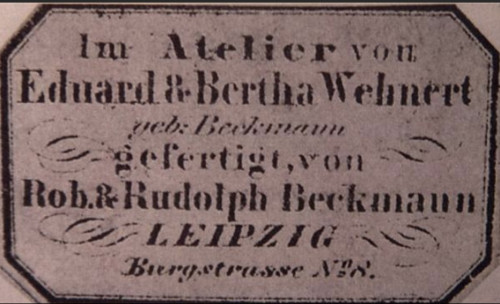 Im Atelier von
Eduard & Bertha Wehnert
geb: Beckmann
gefertigt, von
Rob. & Rudolph Beckmann
LEIPZIG
Burgstrasse Nº 8.